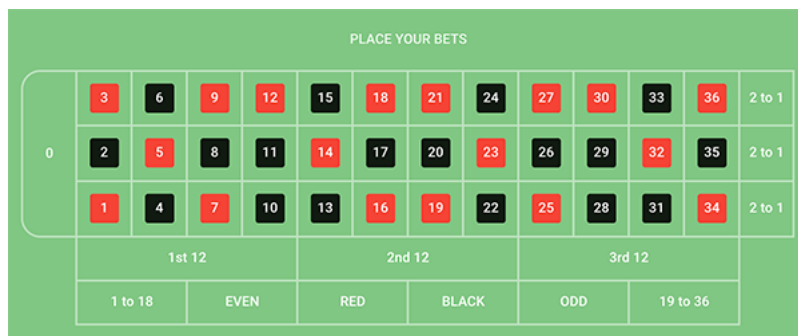 PLACE YOUR BETS
3 6 9 12 15 18 21 24 27 30 33 36 2 to 1
0 2 5 8 11 14 17 20 23 26 29 32 35 2 to 1
1 4 7 10 13 16 19 22 25 28 31 34 2 to 1
1st 12 2nd 12 3rd 12
1 to 18 EVEN RED BLACK ODD 19 to 36